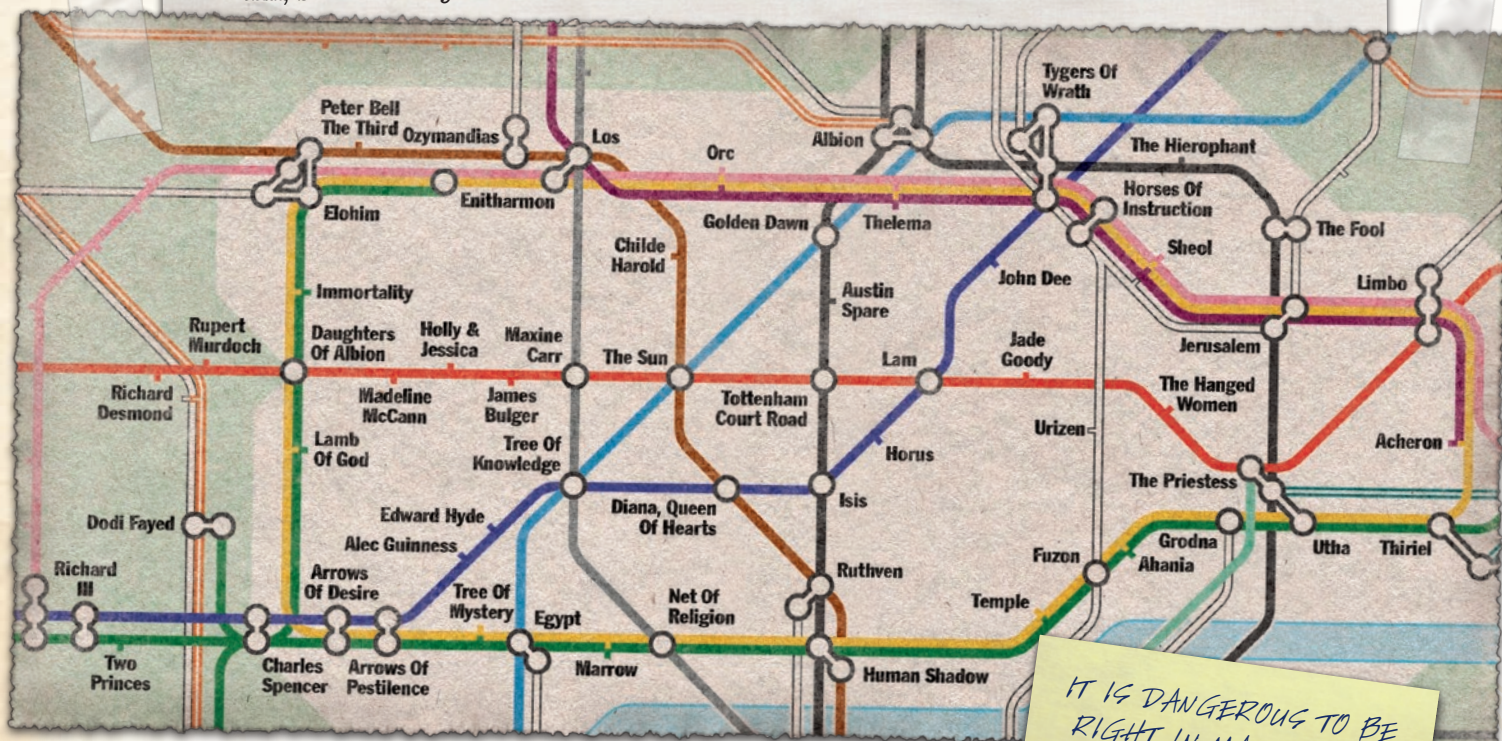 Peter Bell
The Third
Ozymandias
Los
Albion
Tygers Of
Wrath
Orc
The Hierophant
Elohim
Enitharmon
Golden Dawn
Thelema
Horses Of
Instruction
The Fool
Childe
Harold
Sheol
John Dee
Immortality
Austin
Spare
Limbo
Rupert
Murdoch
Daughters
Of Albion
Holly &
Jessica
Maxine
Carr
The Sun
Lam
Jade
Goody
Jerusalem
Richard
Desmond
Madeline
McCann
James
Bulger
Tottenham
Court Road
The Hanged
Women
Lamb
Of God
Tree Of
Knowledge
Horus
Urizen
Acheron
The Priestess
Edward Hyde
Diana, Queen
Of Hearts
Isis
Dodi Fayed
Alec Guinness
Grodna
Utha
Thiriel
Richard
III
Arrows
Of Desire
Tree Of
Mystery
Egypt
Net Of
Religion
Ruthven
Fuzon
Ahania
Temple
Two
Princes
Charles
Spencer
Arrows Of
Pestilence
Marrow
Human Shadow
IT IS DANGEROUS TO BE
RIGHT IN